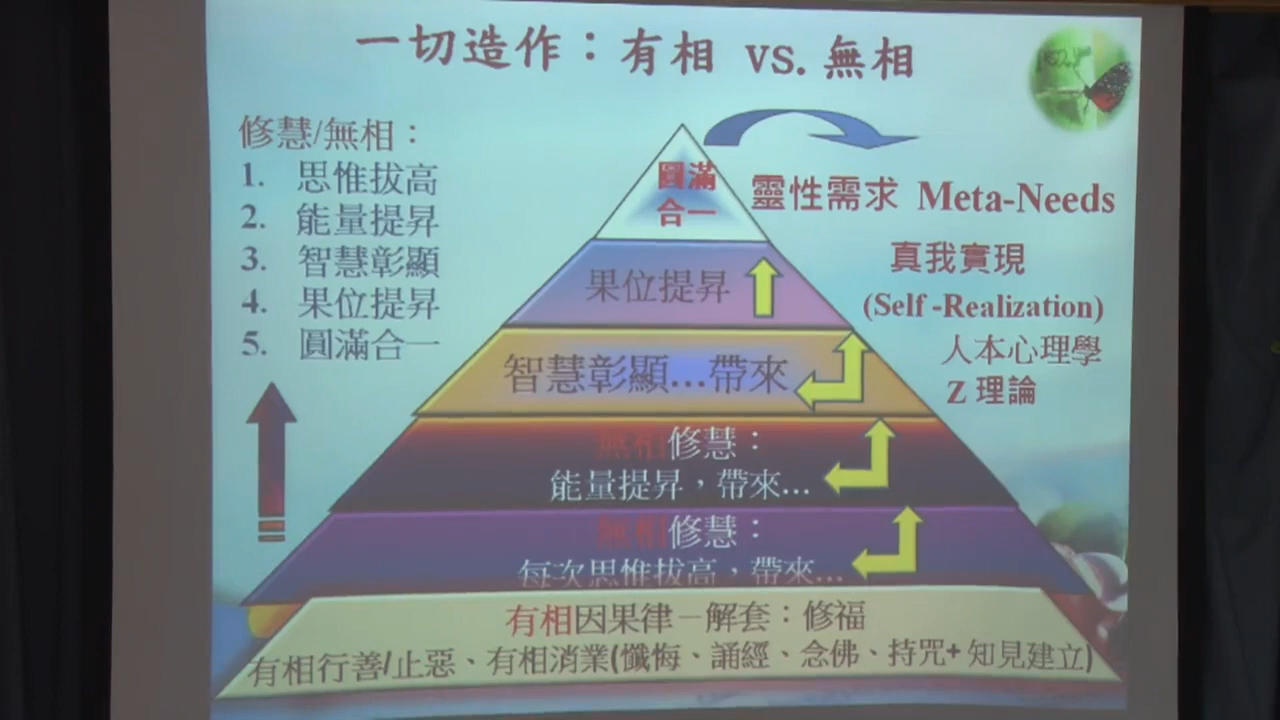 一切造作：有相 vs. 無相
修慧/無相：
1. 思惟拔高
2. 能量提昇
3. 智慧彰顯
4. 果位提昇
5. 圓滿合一
圓滿
合一
靈性需求 Meta-Needs
真我實現
(Self -Realization)
人本心理學
Z 理論
果位提昇
智慧彰顯...帶來
無相修慧：
能量提昇，帶來...
無相修慧：
每次思惟拔高，帶來...
有相因果律－解套：修福
有相行善/止惡、有相消業(懺悔、誦經、念佛、持咒+ 知見建立)